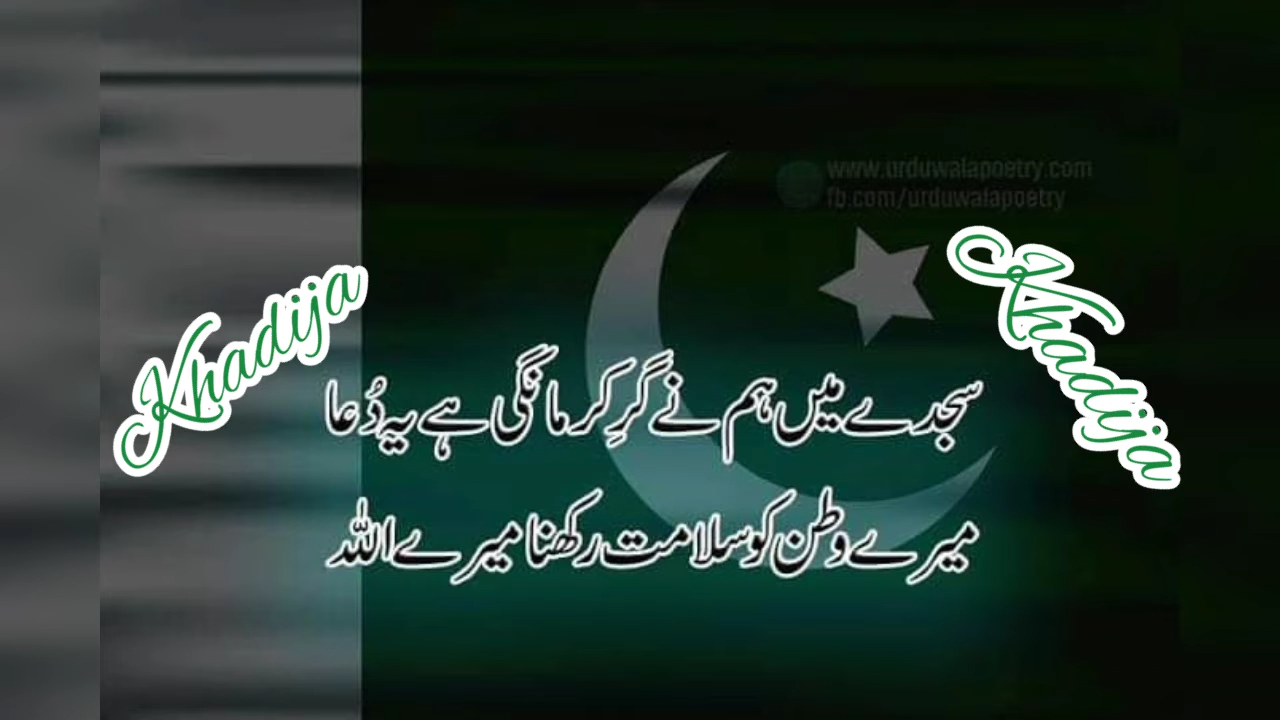 www.urduwalapoetry.com
fb.com/urduwalapoetry
Khadija
Khadija
سجدے میں ہم نے گرِ کر مانگی ہے یہ دُعا
میرے وطن کو سلامت رکھنا میرے اللہ